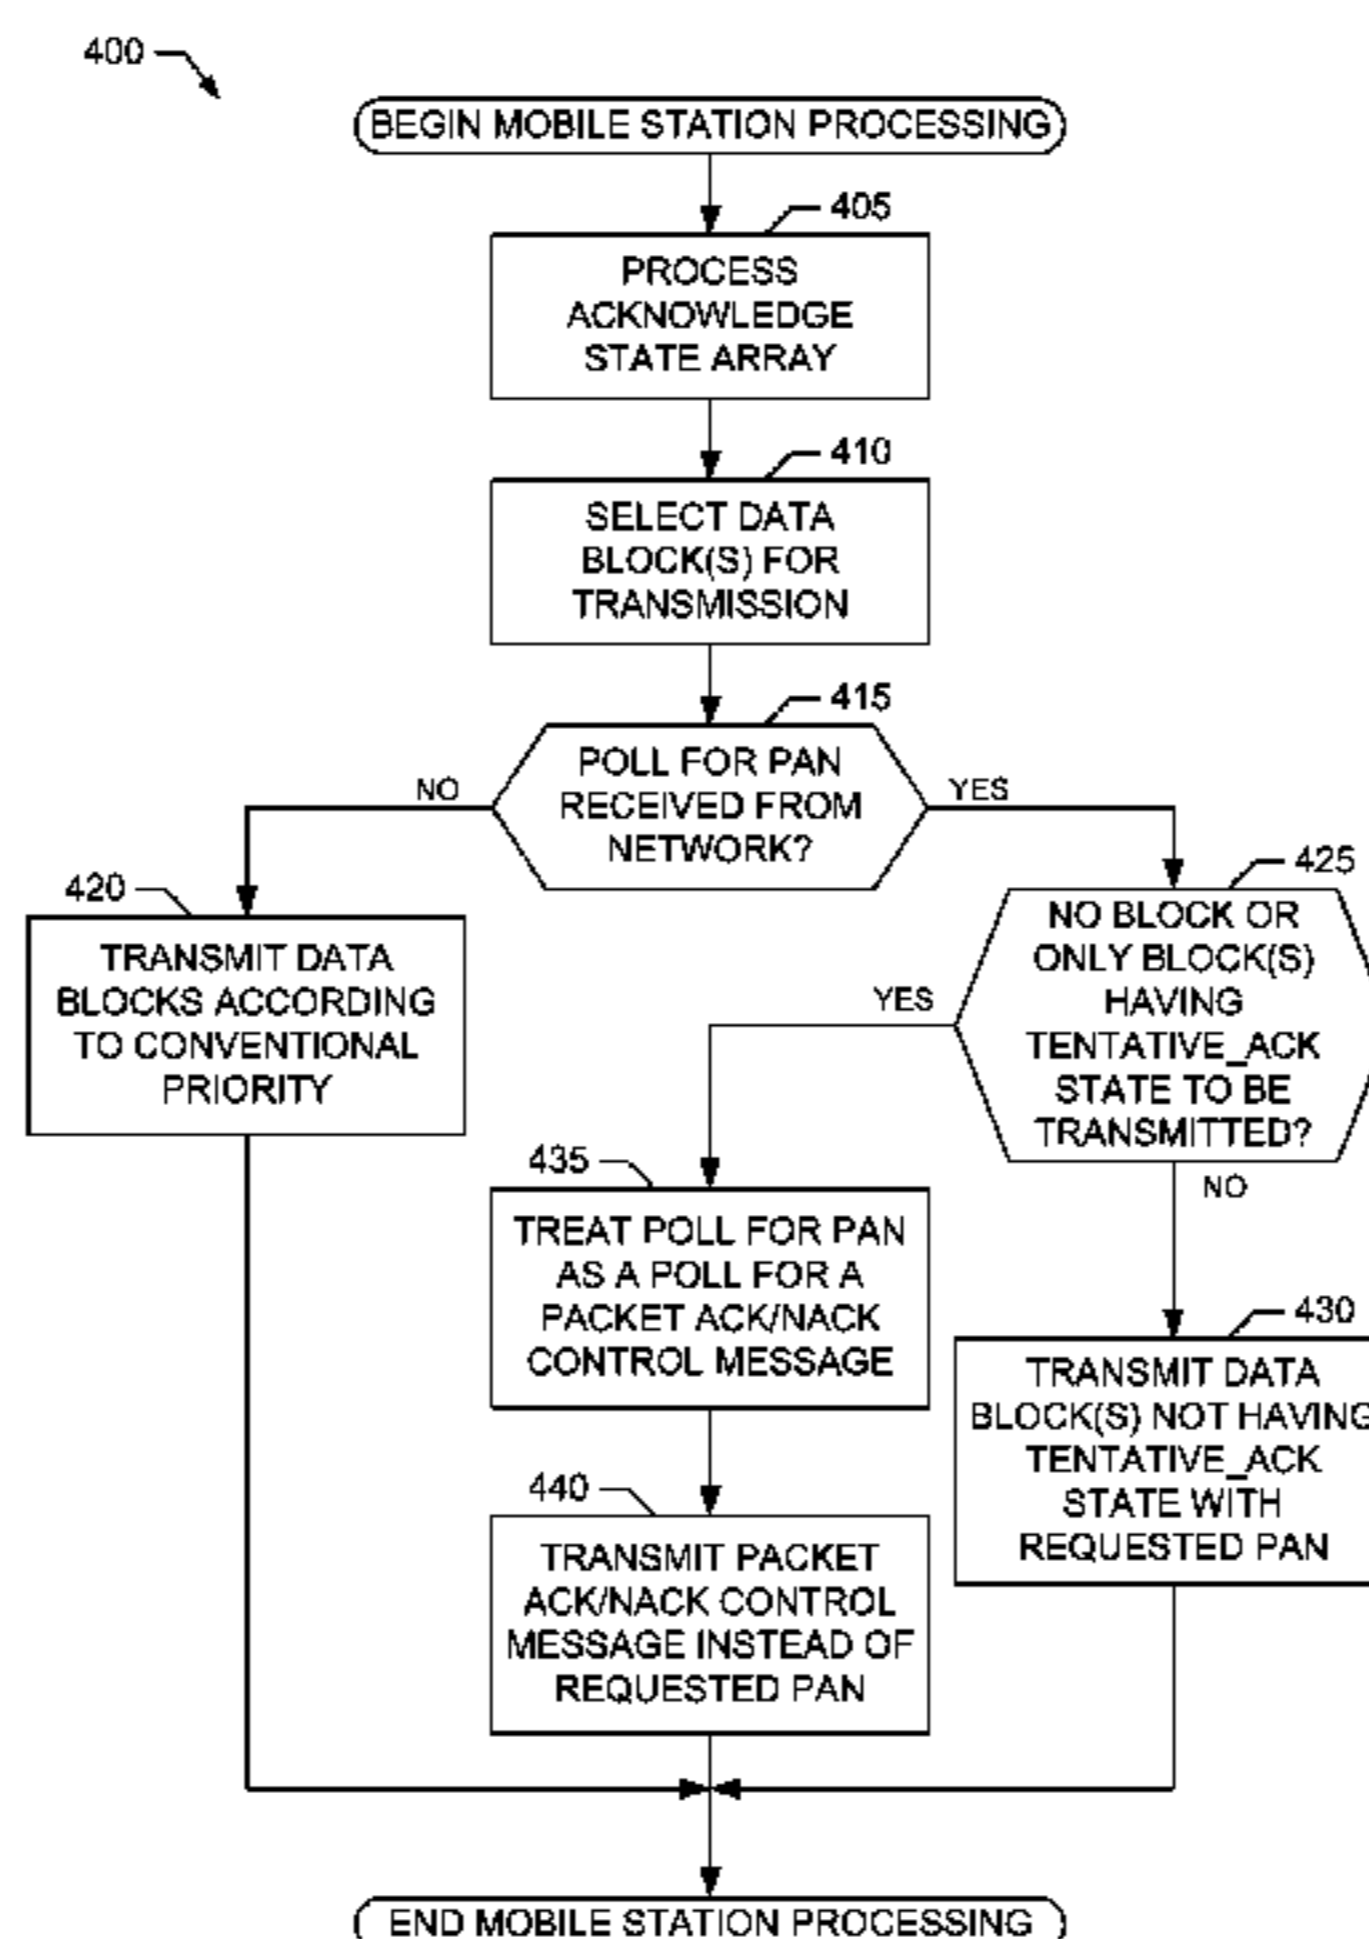 400
BEGIN MOBILE STATION PROCESSING
405
PROCESS
ACKNOWLEDGE
STATE ARRAY
410
SELECT DATA
BLOCK(S) FOR
TRANSMISSION
415
POLL FOR PAN
RECEIVED FROM
NETWORK?
NO
YES
420
TRANSMIT DATA
BLOCKS ACCORDING
TO CONVENTIONAL
PRIORITY
425
NO BLOCK OR
ONLY BLOCK(S)
HAVING
TENTATIVE_ACK
STATE TO BE
TRANSMITTED?
YES
NO
435
TREAT POLL FOR PAN
AS A POLL FOR A
PACKET ACK/NACK
CONTROL MESSAGE
430
TRANSMIT DATA
BLOCK(S) NOT HAVING
TENTATIVE_ACK
STATE WITH
REQUESTED PAN
440
TRANSMIT PACKET
ACK/NACK CONTROL
MESSAGE INSTEAD OF
REQUESTED PAN
END MOBILE STATION PROCESSING